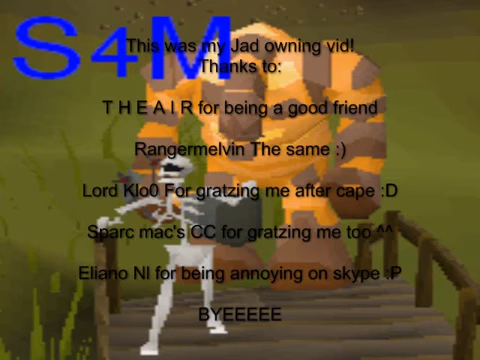 S4M
This was my Jad owning vid!
Thanks to:
T H E A I R for being a good friend
Rangermelvin The same :)
Lord Klo0 For gratzing me after cape :D
Sparc mac's CC for gratzing me too ^^
Eliano Nl for being annoying on skype :P
BYEEEEE